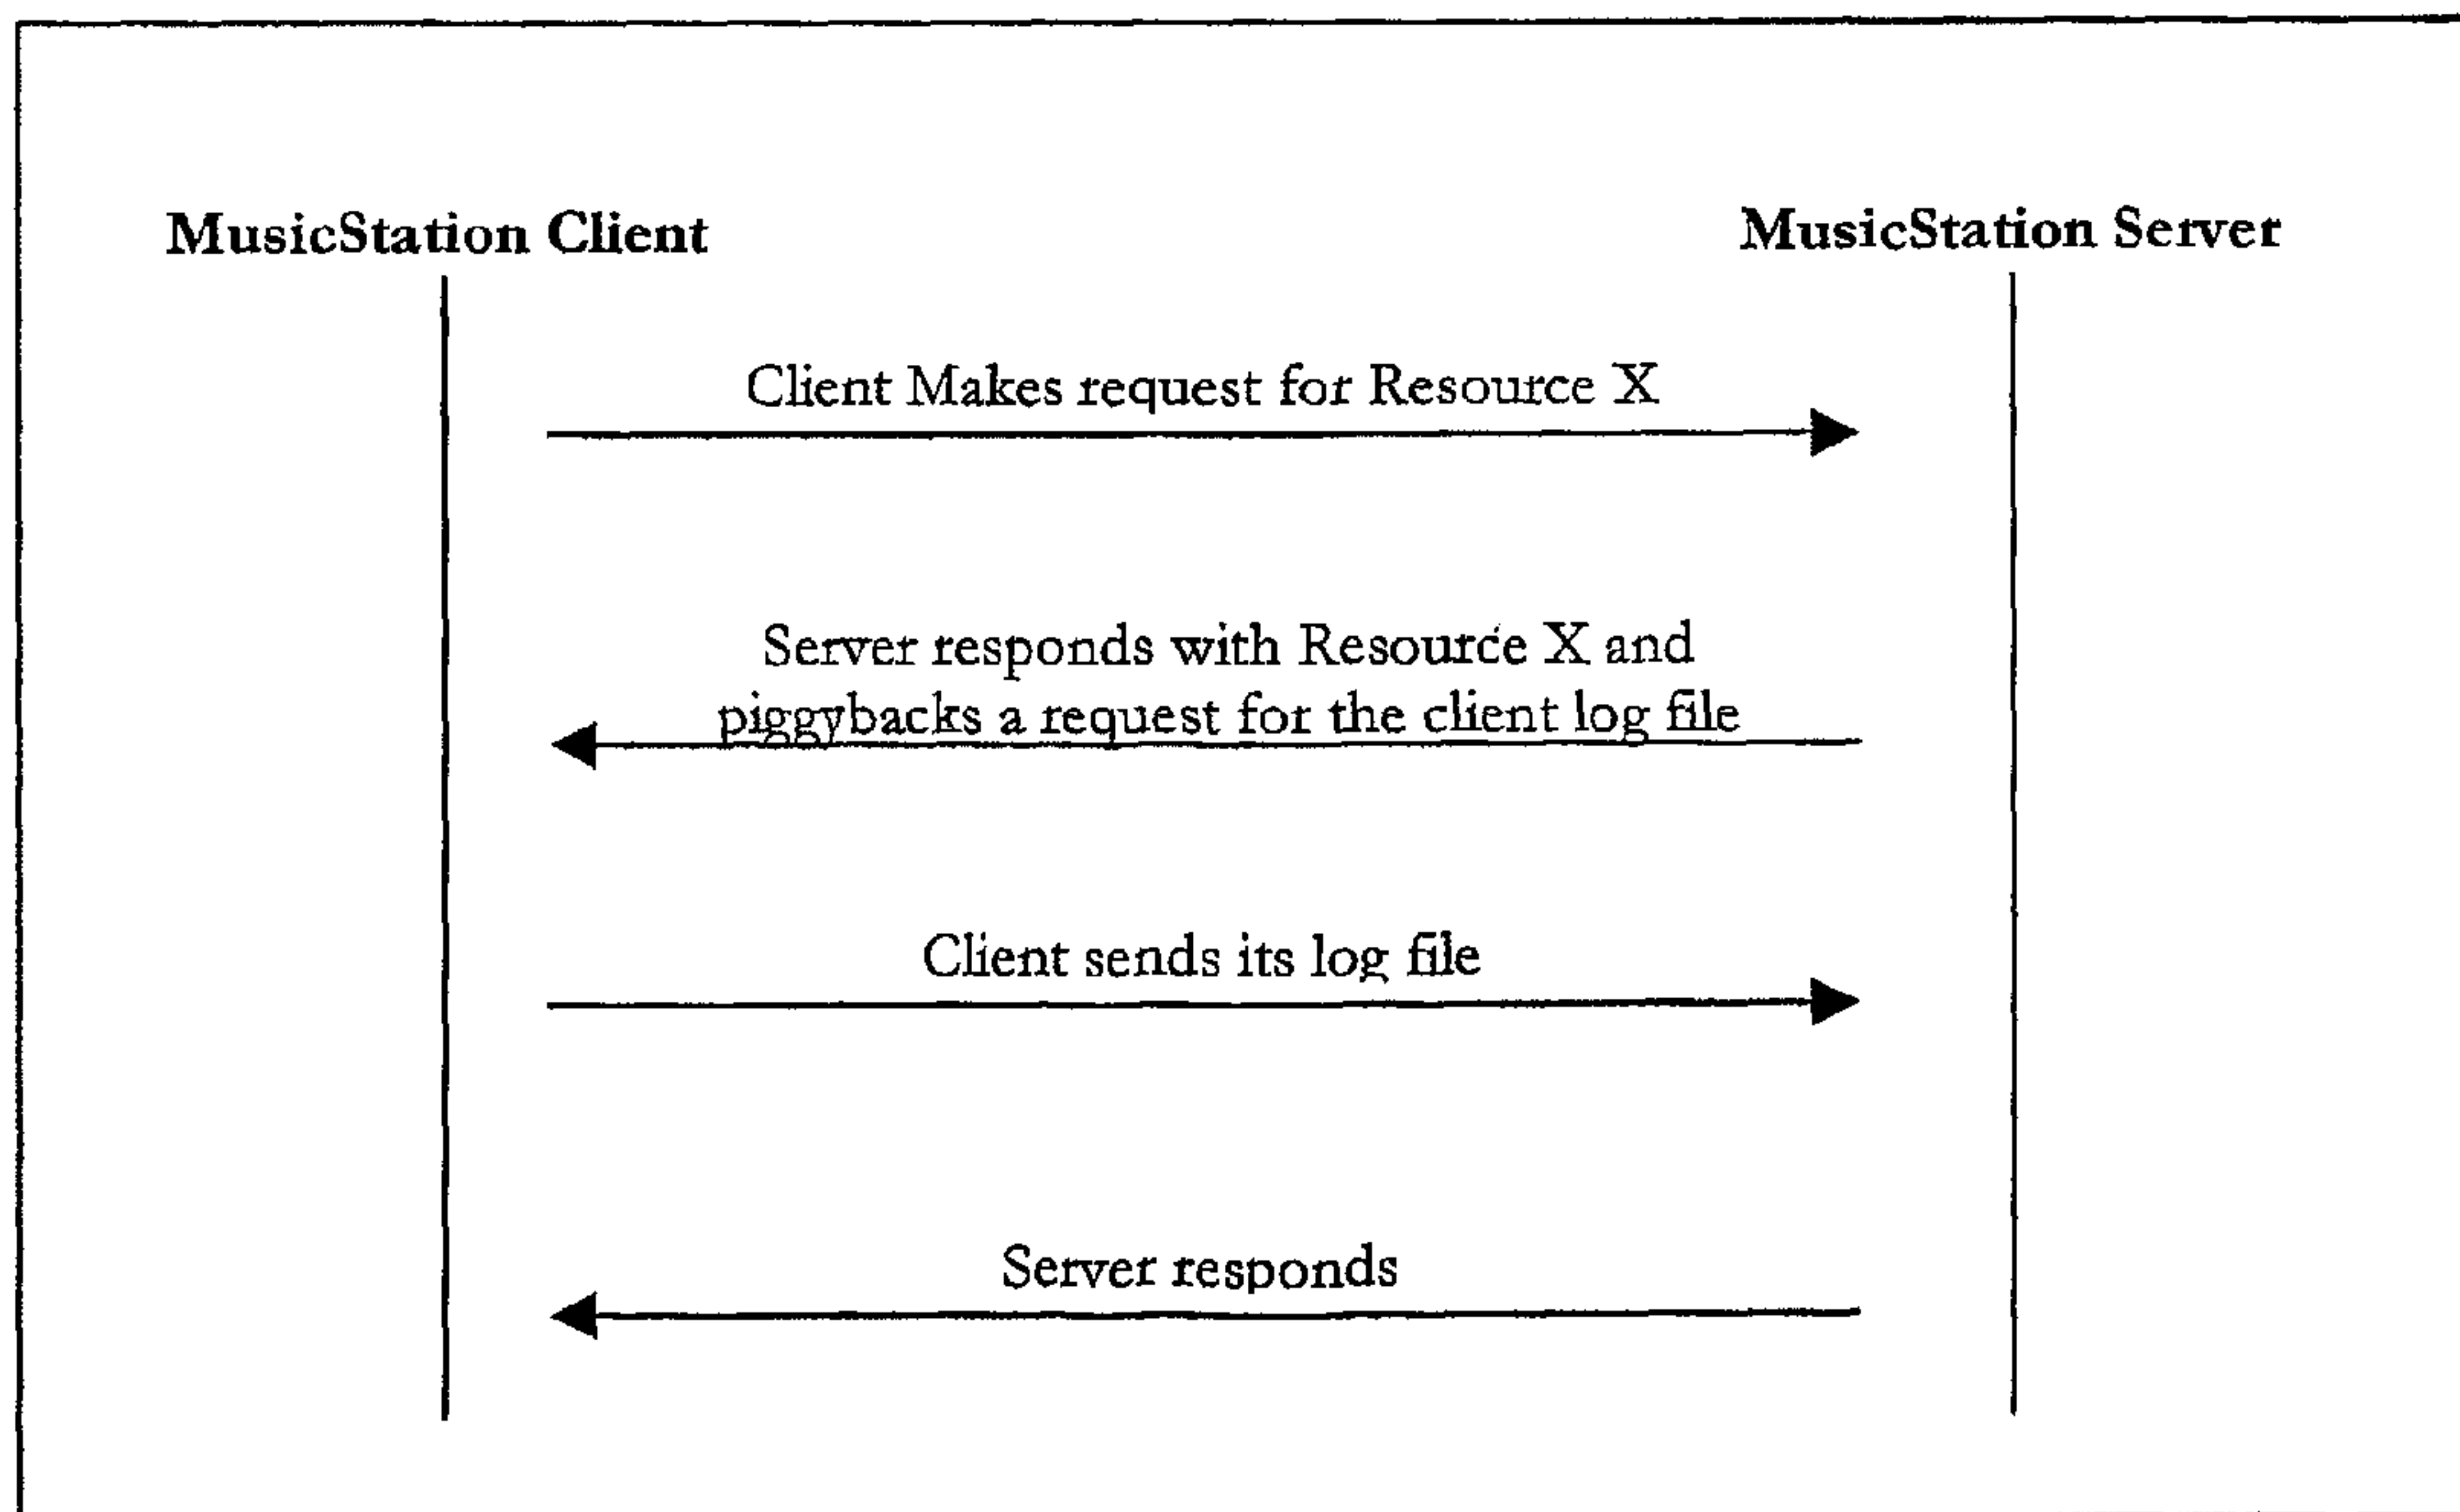 MusicStation Client
MusicStation Server
Client Makes request for Resource X
Server responds with Resource X and
piggybacks a request for the client log file
Client sends its log file
Server responds